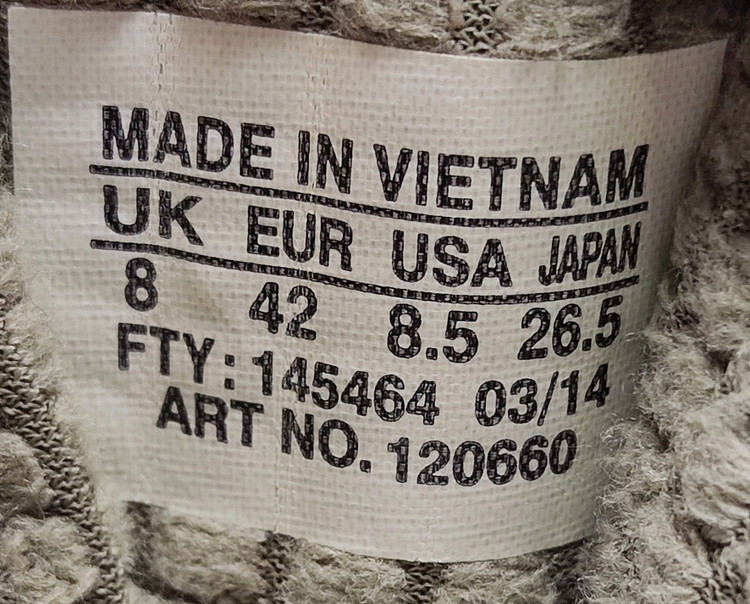 MADE IN VIETNAM
UK EUR USA JAPAN
8 42 8.5 26.5
FTY: 145464 03/14
ART NO. 120660